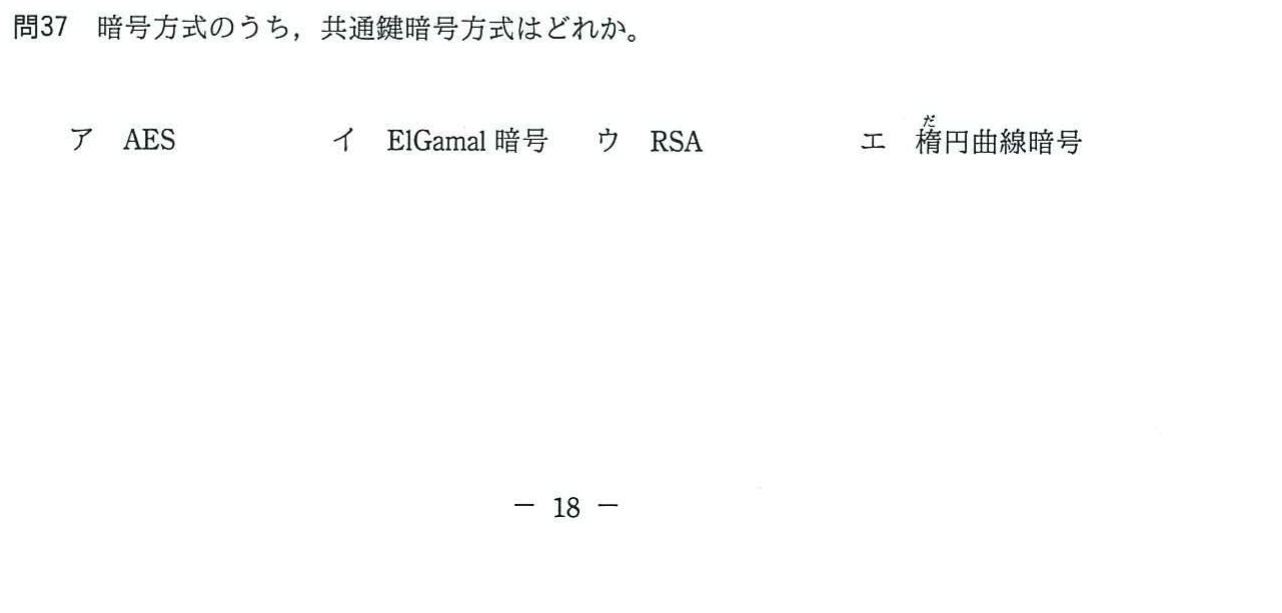 問37　暗号方式のうち，共通鍵暗号方式はどれか。
ア　AES　イ　ElGamal 暗号　ウ　RSA　エ　楕円曲線暗号
－ 18 －